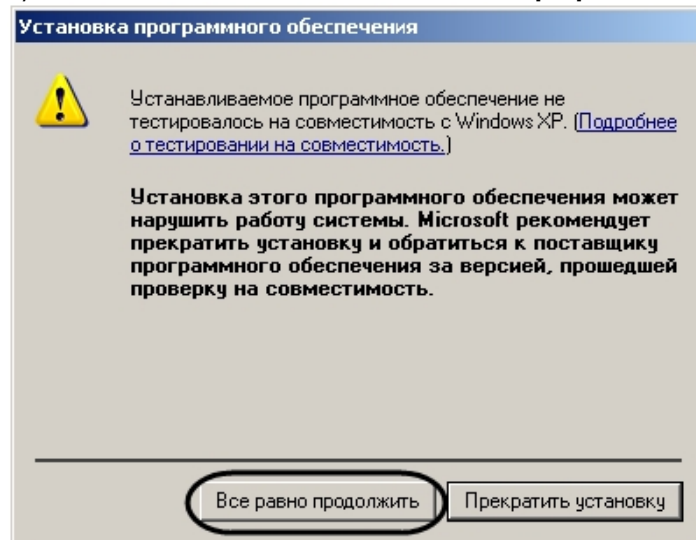 Установка программного обеспечения
Устанавливаемое программное обеспечение не
тестировалось на совместимость с Windows XP. (Подробнее
о тестировании на совместимость.)
Установка этого программного обеспечения может
нарушить работу системы. Microsoft рекомендует
прекратить установку и обратиться к поставщику
программного обеспечения за версией, прошедшей
проверку на совместимость.
Все равно продолжить
Прекратить установку